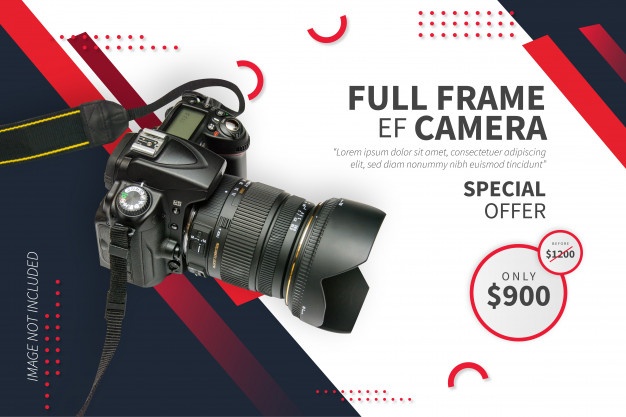 FULL FRAME
EF CAMERA
"Lorem ipsum dolor sit amet, consectetuer adipiscing
elit, sed diam nonummy nibh euismod tincidunt"
SPECIAL
OFFER
BEFORE
$1200
ONLY
$900
IMAGE NOT INCLUDED